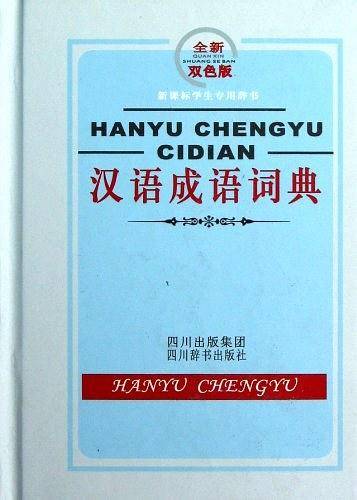 全新
QUAN XIN
SHUANG SE BAN
双色版
新课标学生专用辞书
HANYU CHENGYU
CIDIAN
汉语成语词典
四川出版集团
四川辞书出版社
HANYU CHENGYU